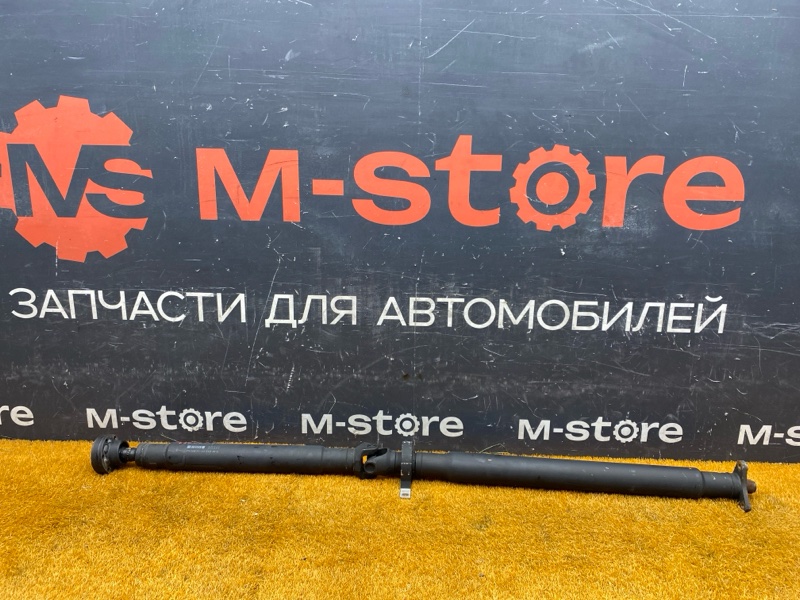 MS M-store
ЗАПЧАСТИ ДЛЯ АВТОМОБИЛЕЙ
re M-store M-store M-store M-s